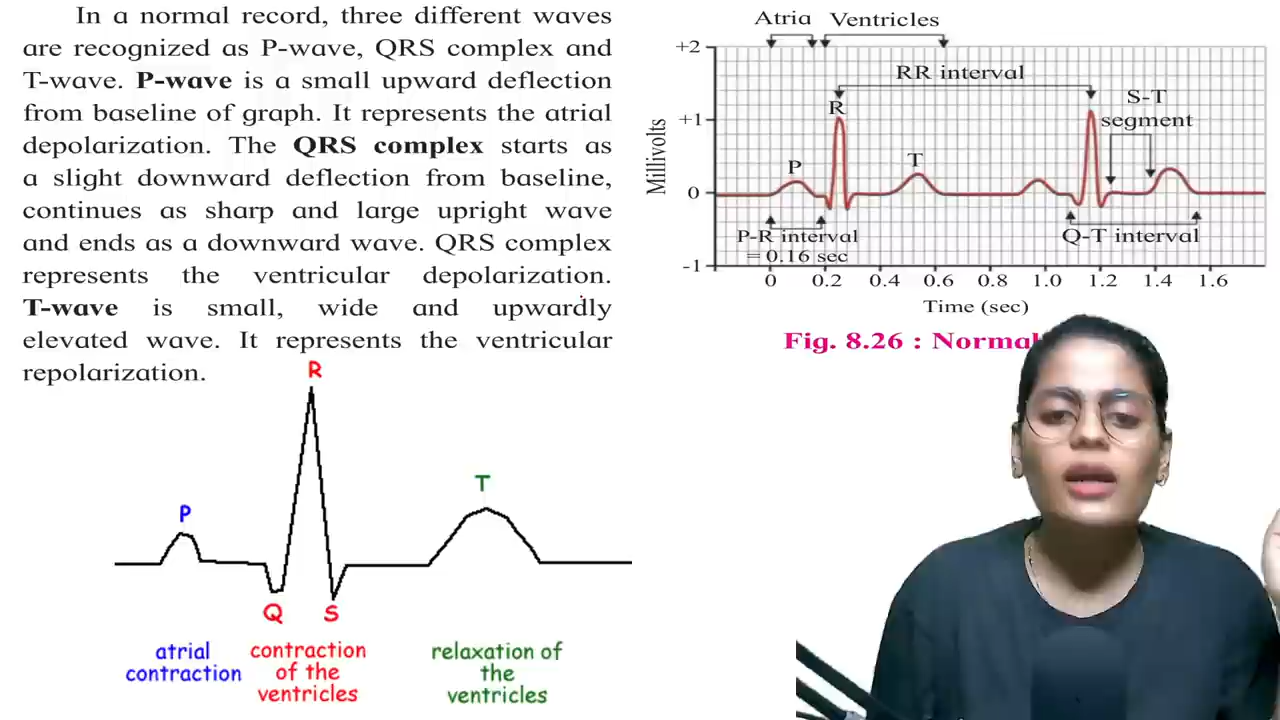 In a normal record, three different waves
are recognized as P-wave, QRS complex and
T-wave. P-wave is a small upward deflection
from baseline of graph. It represents the atrial
depolarization. The QRS complex starts as
a slight downward deflection from baseline,
continues as sharp and large upright wave
and ends as a downward wave. QRS complex
represents the ventricular depolarization.
T-wave is small, wide and upwardly
elevated wave. It represents the ventricular
repolarization.
R
P
T
Q
S
atrial
contraction
contraction
of the
ventricles
relaxation of
the
ventricles
Atria Ventricles
+2
RR interval
S-T
segment
R
+1
Millivolts
P
T
0
P-R interval
= 0.16 sec
Q-T interval
-1
0 0.2 0.4 0.6 0.8 1.0 1.2 1.4 1.6
Time (sec)
Fig. 8.26 : Normal